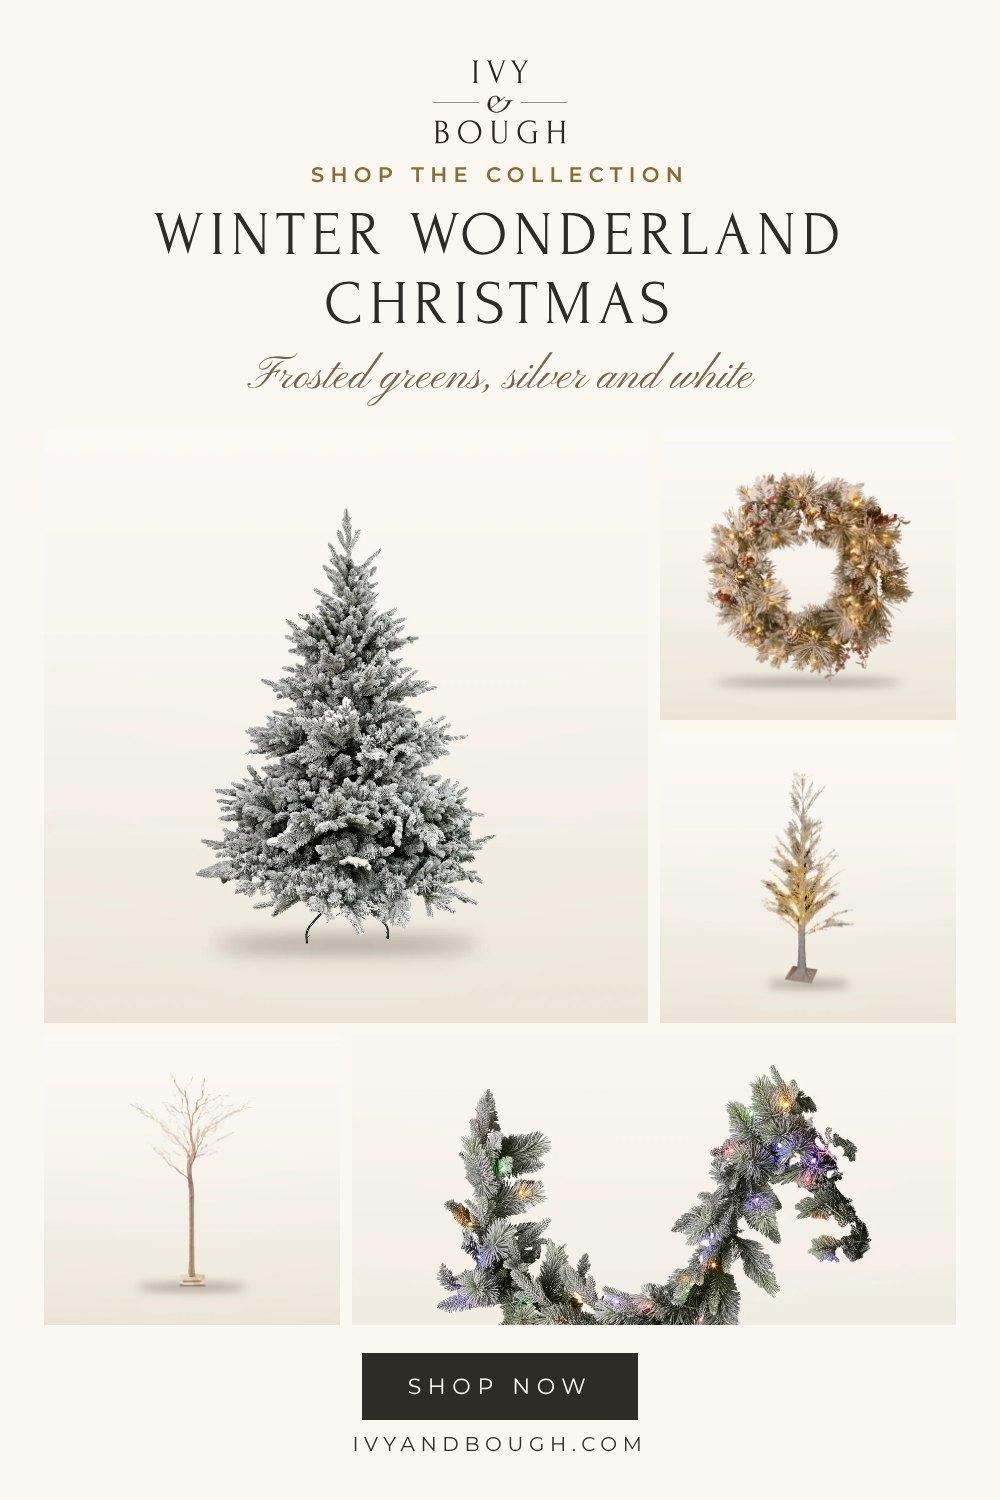 IVY
&
BOUGH
SHOP THE COLLECTION
WINTER WONDERLAND
CHRISTMAS
Frosted greens, silver and white
SHOP NOW
IVYANDBOUGH.COM